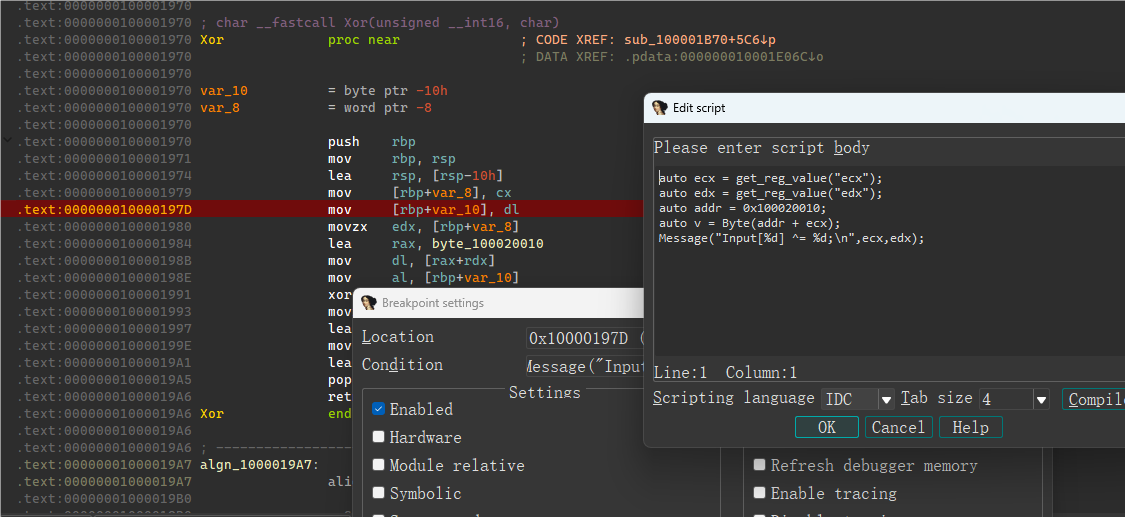 .text:0000000100001970
.text:0000000100001970 ; char __fastcall Xor(unsigned __int16, char)
.text:0000000100001970 Xor proc near ; CODE XREF: sub_100001B70+5C6↓p
.text:0000000100001970 ; DATA XREF: .pdata:000000010001E06C↓o
.text:0000000100001970
.text:0000000100001970 var_10 = byte ptr -10h
.text:0000000100001970 var_8 = word ptr -8
.text:0000000100001970
.text:0000000100001970 push rbp
.text:0000000100001971 mov rbp, rsp
.text:0000000100001974 lea rsp, [rsp-10h]
.text:0000000100001979 mov [rbp+var_8], cx
.text:000000010000197D mov [rbp+var_10], dl
.text:0000000100001980 movzx edx, [rbp+var_8]
.text:0000000100001984 lea rax, byte_100020010
.text:000000010000198B mov dl, [rax+rdx]
.text:000000010000198E mov al, [rbp+var_10]
.text:0000000100001991 xor
.text:0000000100001993 mov
.text:0000000100001997 lea
.text:000000010000199E mov
.text:00000001000019A1 lea
.text:00000001000019A5 pop
.text:00000001000019A6 ret
.text:00000001000019A6 Xor end
.text:00000001000019A6
.text:00000001000019A6 ; --------------------
.text:00000001000019A7 algn_1000019A7:
.text:00000001000019A7 ali
.text:00000001000019B0
Edit script
Please enter script body
auto ecx = get_reg_value("ecx");
auto edx = get_reg_value("edx");
auto addr = 0x100020010;
auto v = Byte(addr + ecx);
Message("Input[%d] ^= %d;\n",ecx,edx);
Line:1 Column:1
Scripting language IDC Tab size 4 Compile
OK Cancel Help
Breakpoint settings
Location 0x10000197D (
Condition Message("Input
Settings
Enabled
Hardware
Module relative
Symbolic
Refresh debugger memory
Enable tracing